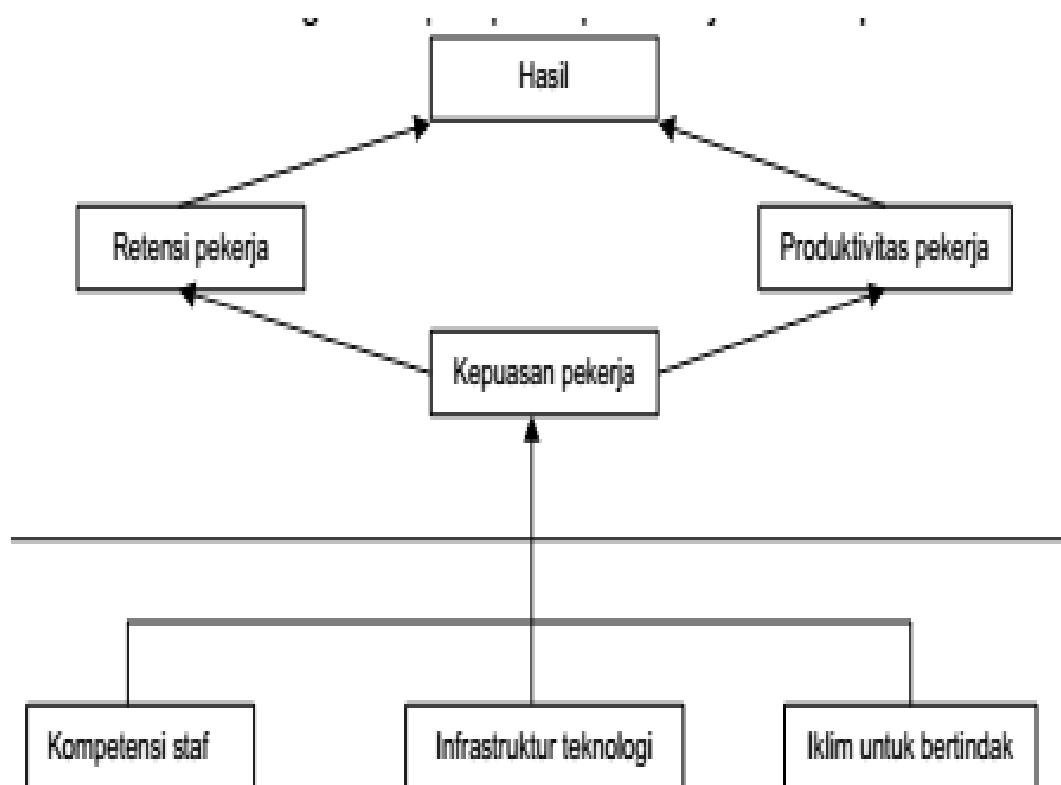 Hasil
Retensi pekerja
Produktivitas pekerja
Kepuasan pekerja
Kompetensi staf
Infrastruktur teknologi
Iklim untuk bertindak